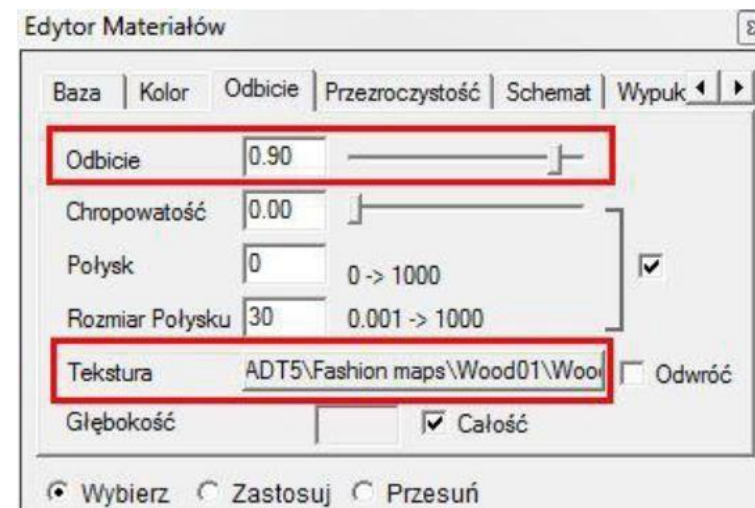 Edytor Materiałów
Baza Kolor Odbicie Przezroczystość Schemat Wypuk
Odbicie 0.90
Chropowatość 0.00
Połysk 0 0 -> 1000
Rozmiar Połysku 30 0.001 -> 1000
Tekstura ADT5\Fashion maps\Wood01\Woo Odwróć
Głębokość Całość
Wybierz Zastosuj Przesuń